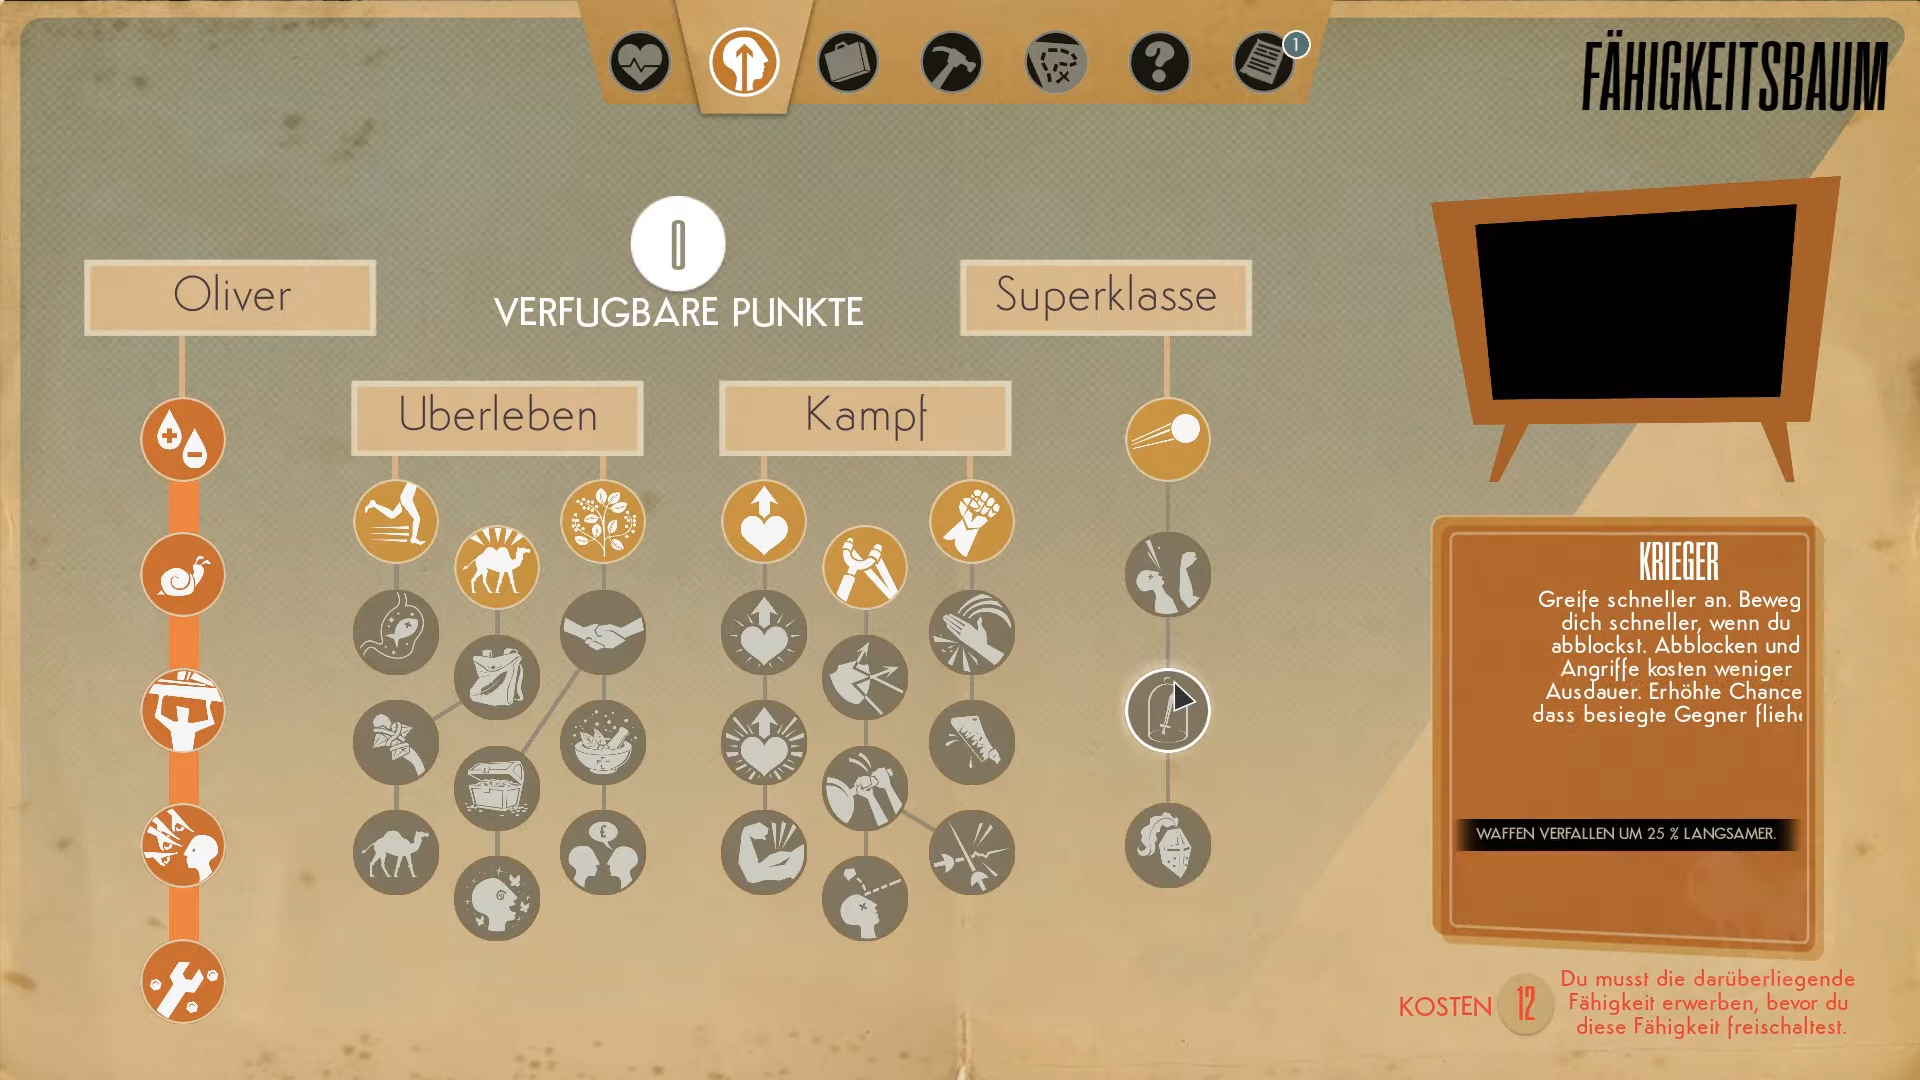 1
FÄHIGKEITSBAUM
0
VERFUGBARE PUNKTE
Oliver
Superklasse
Uberleben
Kampf
£
KRIEGER
Greife schneller an. Beweg
dich schneller, wenn du
abblockst. Abblocken und
Angriffe kosten weniger
Ausdauer. Erhöhte Chance
dass besiegte Gegner fliehe
WAFFEN VERFALLEN UM 25 % LANGSAMER.
KOSTEN 12
Du musst die darüberliegende
Fähigkeit erwerben, bevor du
diese Fähigkeit freischaltest.